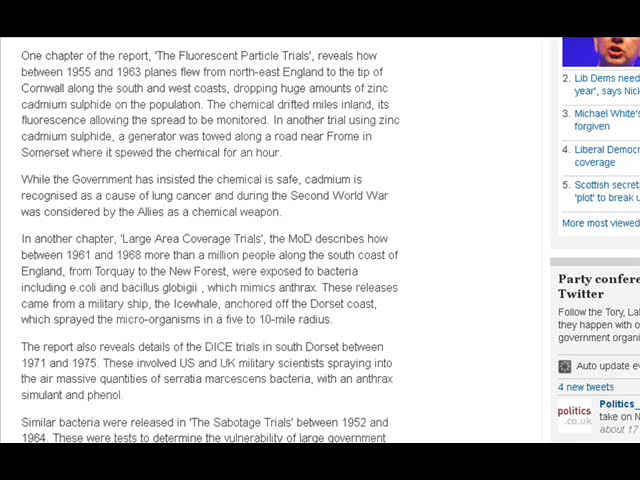 One chapter of the report, 'The Fluorescent Particle Trials', reveals how
between 1955 and 1963 planes flew from north-east England to the tip of
Cornwall along the south and west coasts, dropping huge amounts of zinc
cadmium sulphide on the population. The chemical drifted miles inland, its
fluorescence allowing the spread to be monitored. In another trial using zinc
cadmium sulphide, a generator was towed along a road near Frome in
Somerset where it spewed the chemical for an hour.
While the Government has insisted the chemical is safe, cadmium is
recognised as a cause of lung cancer and during the Second World War
was considered by the Allies as a chemical weapon.
In another chapter, 'Large Area Coverage Trials', the MoD describes how
between 1961 and 1968 more than a million people along the south coast of
England, from Torquay to the New Forest, were exposed to bacteria
including e.coli and bacillus globigii , which mimics anthrax. These releases
came from a military ship, the Icewhale, anchored off the Dorset coast,
which sprayed the micro-organisms in a five to 10-mile radius.
The report also reveals details of the DICE trials in south Dorset between
1971 and 1975. These involved US and UK military scientists spraying into
the air massive quantities of serratia marcescens bacteria, with an anthrax
simulant and phenol.
Similar bacteria were released in 'The Sabotage Trials' between 1952 and
1964. These were tests to determine the vulnerability of large government
2. Lib Dems need
year', says Nick
3. Michael White's
forgiven
4. Liberal Democr
coverage
5. Scottish secret
'plot' to break u
More most viewed
Party confere
Twitter
Follow the Tory, Lal
they happen with o
government organi
Auto update ev
4 new tweets
politics
.co.uk
Politics_
take on N
about 17